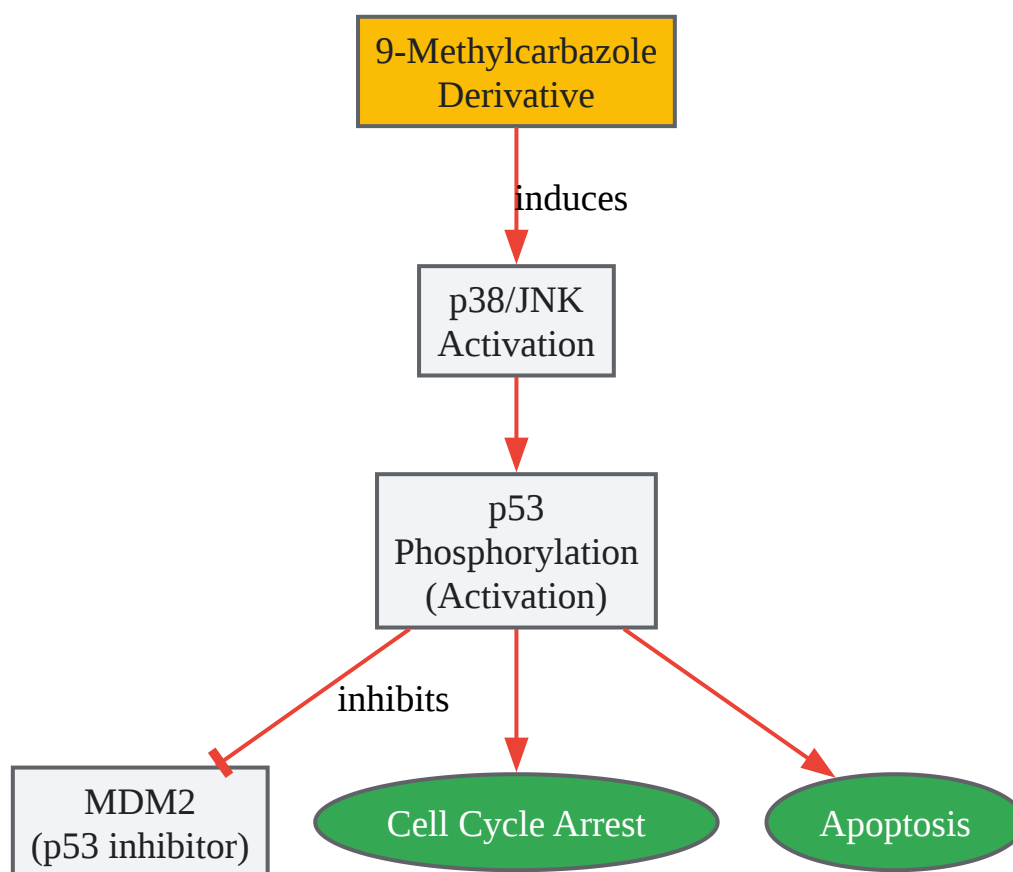 9-Methylcarbazole
Derivative
induces
p38/JNK
Activation
p53
Phosphorylation
(Activation)
inhibits
MDM2
(p53 inhibitor)
Cell Cycle Arrest
Apoptosis